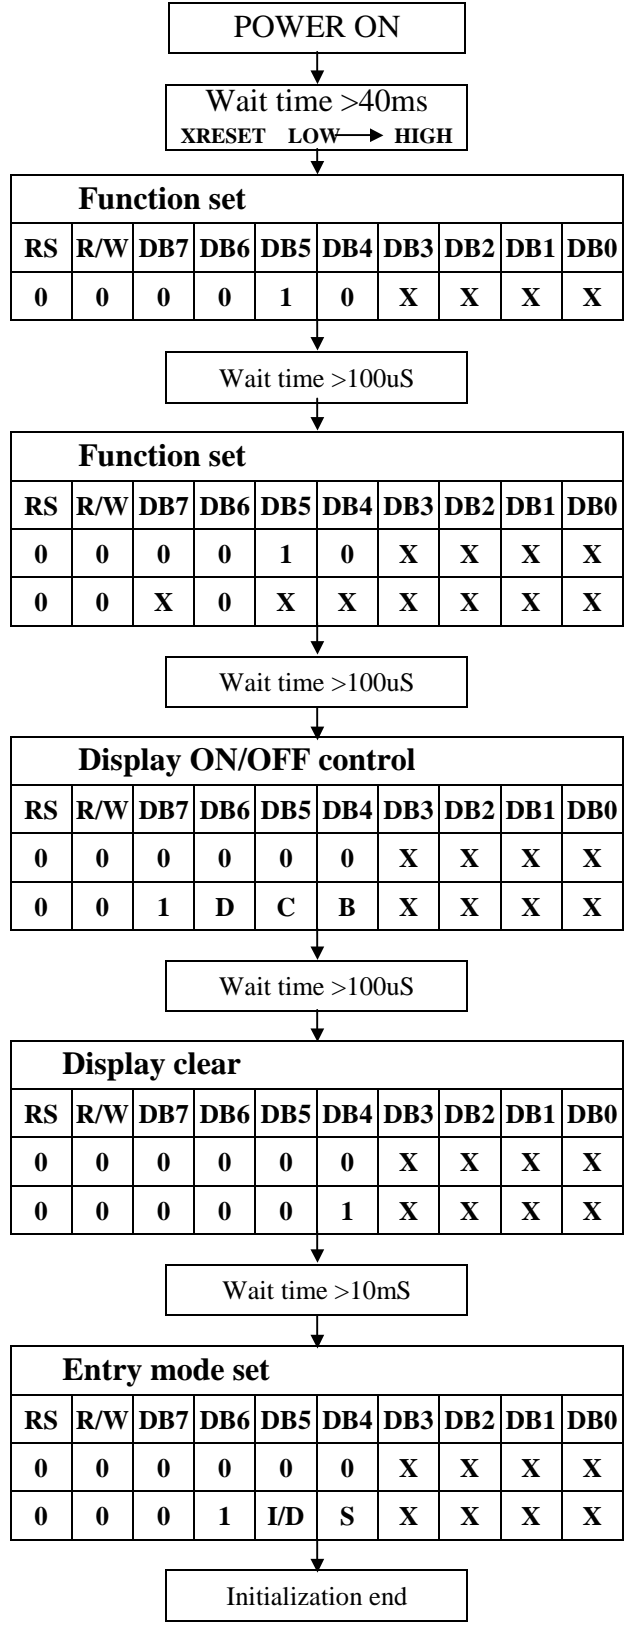 POWER ON
Wait time >40ms
XRESET LOW HIGH
Function set
RS R/W DB7 DB6 DB5 DB4 DB3 DB2 DB1 DB0
0 0 0 0 1 0 X X X X
Wait time >100uS
Function set
RS R/W DB7 DB6 DB5 DB4 DB3 DB2 DB1 DB0
0 0 0 0 1 0 X X X X
0 0 X 0 X X X X X X
Wait time >100uS
Display ON/OFF control
RS R/W DB7 DB6 DB5 DB4 DB3 DB2 DB1 DB0
0 0 0 0 0 0 X X X X
0 0 1 D C B X X X X
Wait time >100uS
Display clear
RS R/W DB7 DB6 DB5 DB4 DB3 DB2 DB1 DB0
0 0 0 0 0 0 X X X X
0 0 0 0 0 1 X X X X
Wait time >10mS
Entry mode set
RS R/W DB7 DB6 DB5 DB4 DB3 DB2 DB1 DB0
0 0 0 0 0 0 X X X X
0 0 0 1 I/D S X X X X
Initialization end